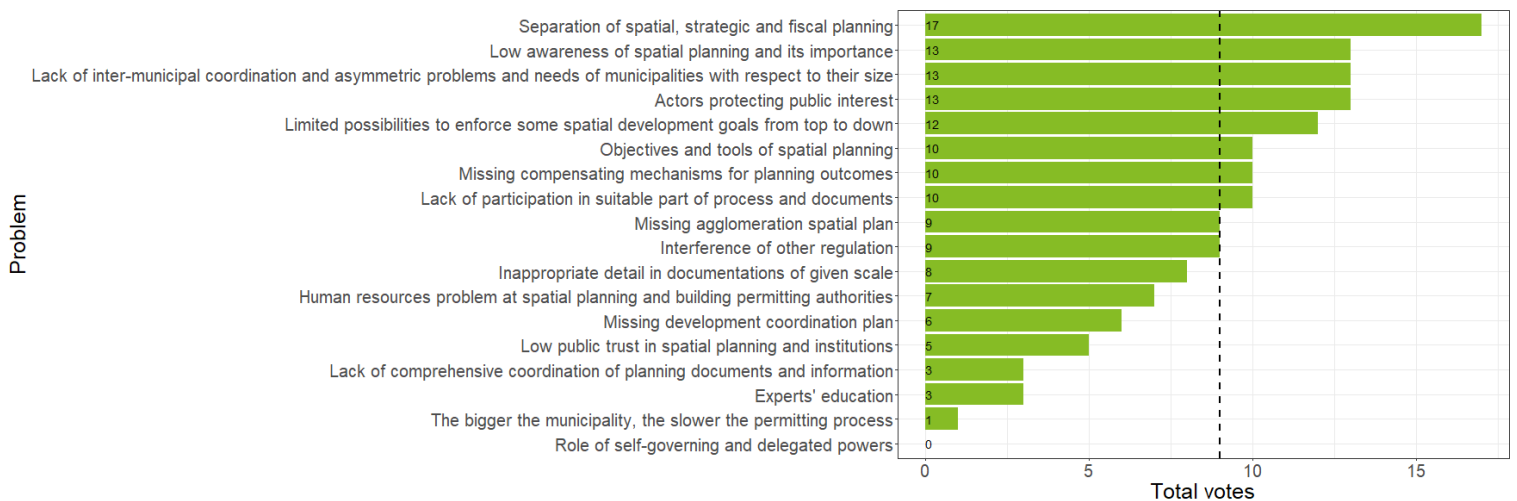 Separation of spatial, strategic and fiscal planning 17
Low awareness of spatial planning and its importance 13
Lack of inter-municipal coordination and asymmetric problems and needs of municipalities with respect to their size 13
Actors protecting public interest 13
Limited possibilities to enforce some spatial development goals from top to down 12
Objectives and tools of spatial planning 10
Missing compensating mechanisms for planning outcomes 10
Lack of participation in suitable part of process and documents 10
Missing agglomeration spatial plan 9
Interference of other regulation 9
Inappropriate detail in documentations of given scale 8
Human resources problem at spatial planning and building permitting authorities 7
Missing development coordination plan 6
Low public trust in spatial planning and institutions 5
Lack of comprehensive coordination of planning documents and information 3
Experts' education 3
The bigger the municipality, the slower the permitting process 1
Role of self-governing and delegated powers 0
Problem
0 5 10 15
Total votes